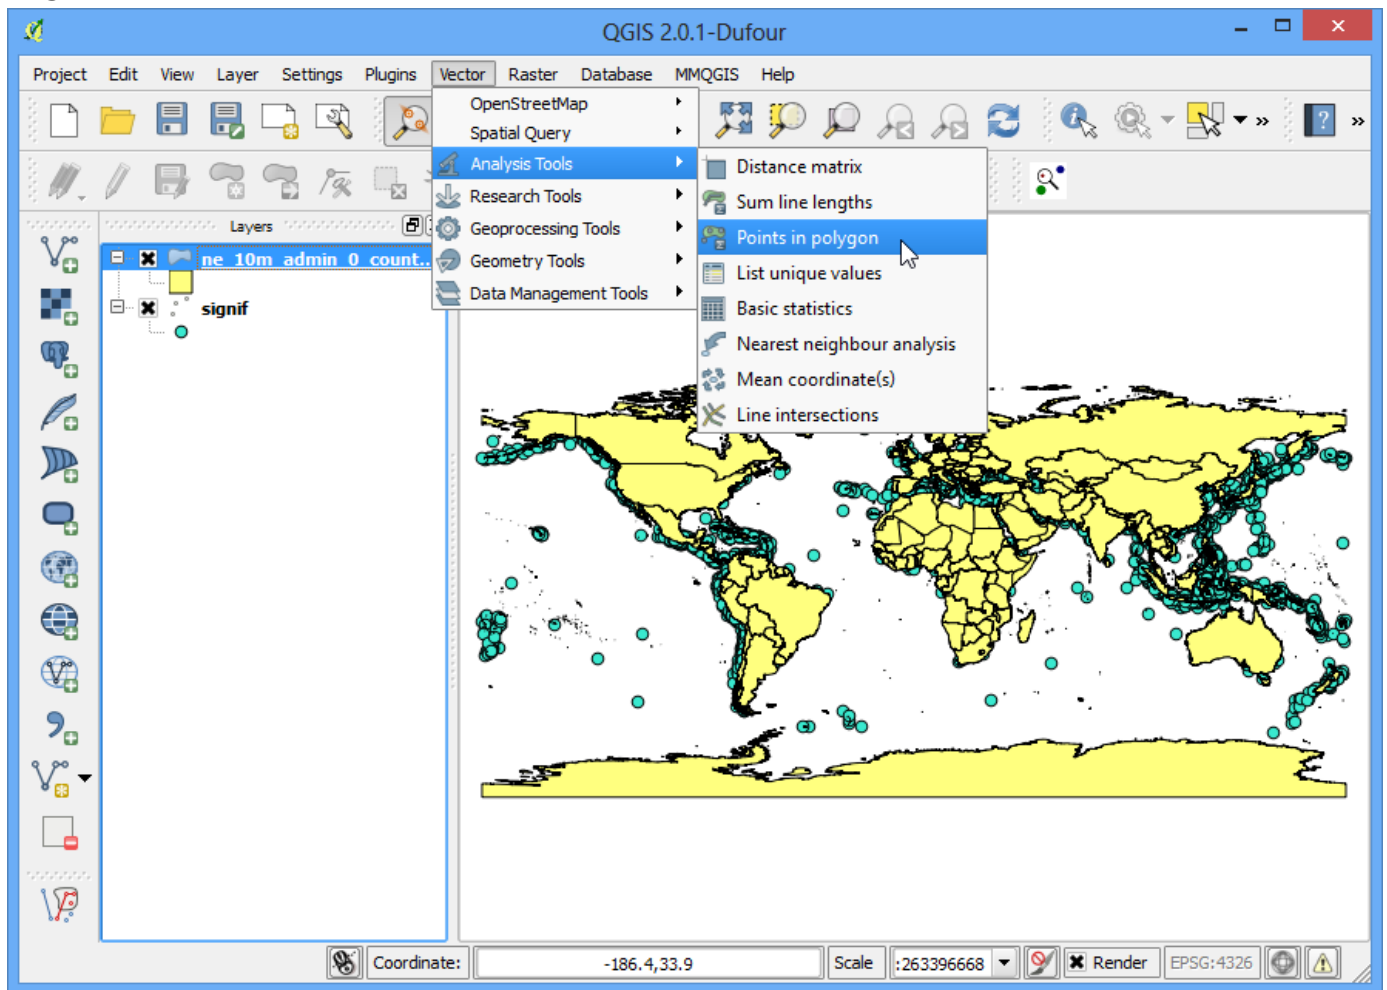 QGIS 2.0.1-Dufour
Project Edit View Layer Settings Plugins Vector Raster Database MMQGIS Help
OpenStreetMap
Spatial Query
Analysis Tools
Research Tools
Geoprocessing Tools
Geometry Tools
Data Management Tools
Distance matrix
Sum line lengths
Points in polygon
List unique values
Basic statistics
Nearest neighbour analysis
Mean coordinate(s)
Line intersections
Layers
ne_10m_admin_0_count...
signif
Coordinate: -186.4,33.9 Scale :263396668 Render EPSG:4326